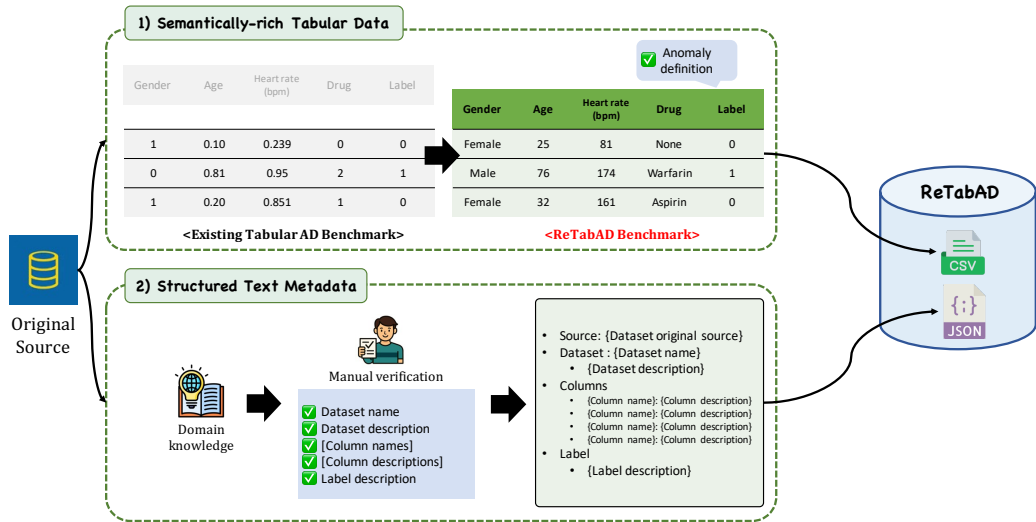 1) Semantically-rich Tabular Data
Anomaly
definition
Gender Age Heart rate (bpm) Drug Label
1 0.10 0.239 0 0
0 0.81 0.95 2 1
1 0.20 0.851 1 0
<Existing Tabular AD Benchmark>
Gender Age Heart rate (bpm) Drug Label
Female 25 81 None 0
Male 76 174 Warfarin 1
Female 32 161 Aspirin 0
<ReTabAD Benchmark>
Original
Source
2) Structured Text Metadata
Domain
knowledge
Manual verification
Dataset name
Dataset description
[Column names]
[Column descriptions]
Label description
• Source: {Dataset original source}
• Dataset : {Dataset name}
• {Dataset description}
• Columns
• {Column name}: {Column description}
• {Column name}: {Column description}
• {Column name}: {Column description}
• {Column name}: {Column description}
• Label
• {Label description}
ReTabAD
CSV
{;}
JSON